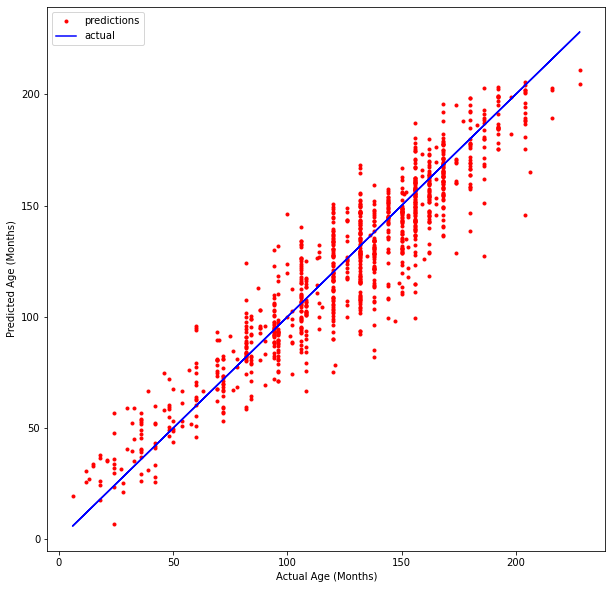 predictions
actual
200
150
100
50
0
Predicted Age (Months)
0 50 100 150 200
Actual Age (Months)